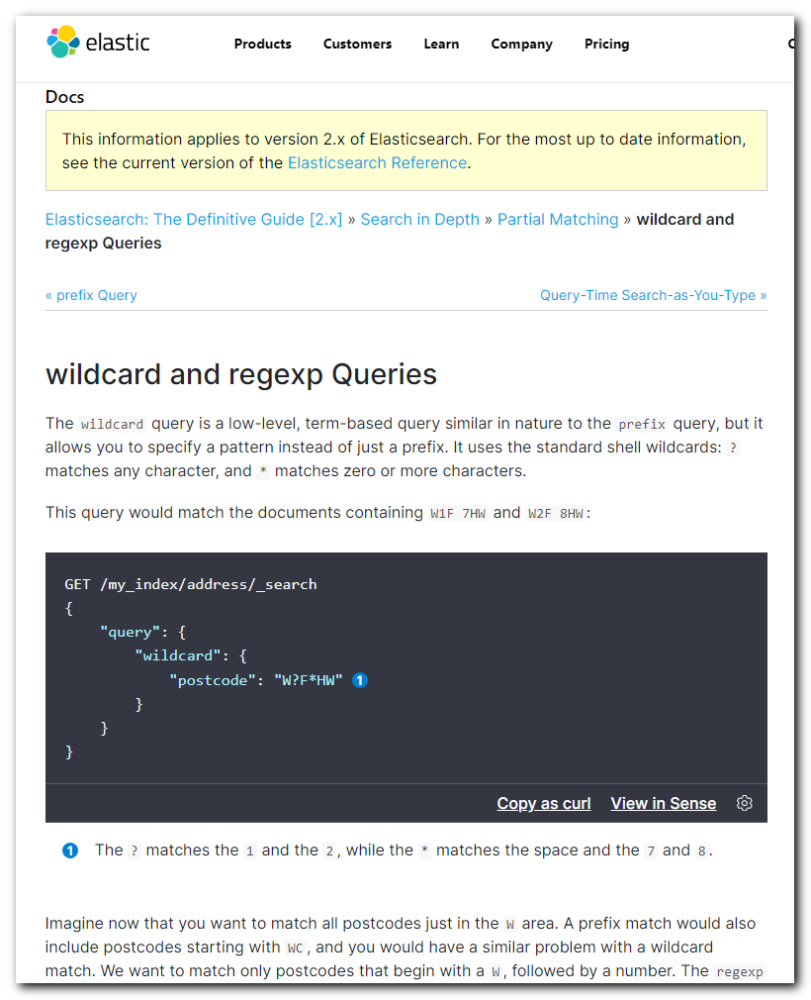 elastic
Products Customers Learn Company Pricing
Docs
This information applies to version 2.x of Elasticsearch. For the most up to date information,
see the current version of the Elasticsearch Reference.
Elasticsearch: The Definitive Guide [2.x] » Search in Depth » Partial Matching » wildcard and
regexp Queries
« prefix Query
Query-Time Search-as-You-Type »
wildcard and regexp Queries
The wildcard query is a low-level, term-based query similar in nature to the prefix query, but it
allows you to specify a pattern instead of just a prefix. It uses the standard shell wildcards: ?
matches any character, and * matches zero or more characters.
This query would match the documents containing W1F 7HW and W2F 8HW:
GET /my_index/address/_search
{
    "query": {
        "wildcard": {
            "postcode": "W?F*HW" 1
        }
    }
}
Copy as curl View in Sense
1 The ? matches the 1 and the 2, while the * matches the space and the 7 and 8.
Imagine now that you want to match all postcodes just in the W area. A prefix match would also
include postcodes starting with WC, and you would have a similar problem with a wildcard
match. We want to match only postcodes that begin with a W, followed by a number. The regexp